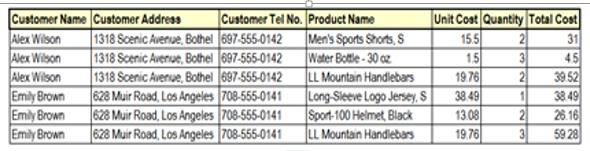 Customer Name Customer Address Customer Tel No. Product Name Unit Cost Quantity Total Cost
Alex Wilson 1318 Scenic Avenue, Bothel 697-555-0142 Men's Sports Shorts, S 15.5 2 31
Alex Wilson 1318 Scenic Avenue, Bothel 697-555-0142 Water Bottle - 30 oz. 1.5 3 4.5
Alex Wilson 1318 Scenic Avenue, Bothel 697-555-0142 LL Mountain Handlebars 19.76 2 39.52
Emily Brown 628 Muir Road, Los Angeles 708-555-0141 Long-Sleeve Logo Jersey, S 38.49 1 38.49
Emily Brown 628 Muir Road, Los Angeles 708-555-0141 Sport-100 Helmet, Black 13.08 2 26.16
Emily Brown 628 Muir Road, Los Angeles 708-555-0141 LL Mountain Handlebars 19.76 3 59.28